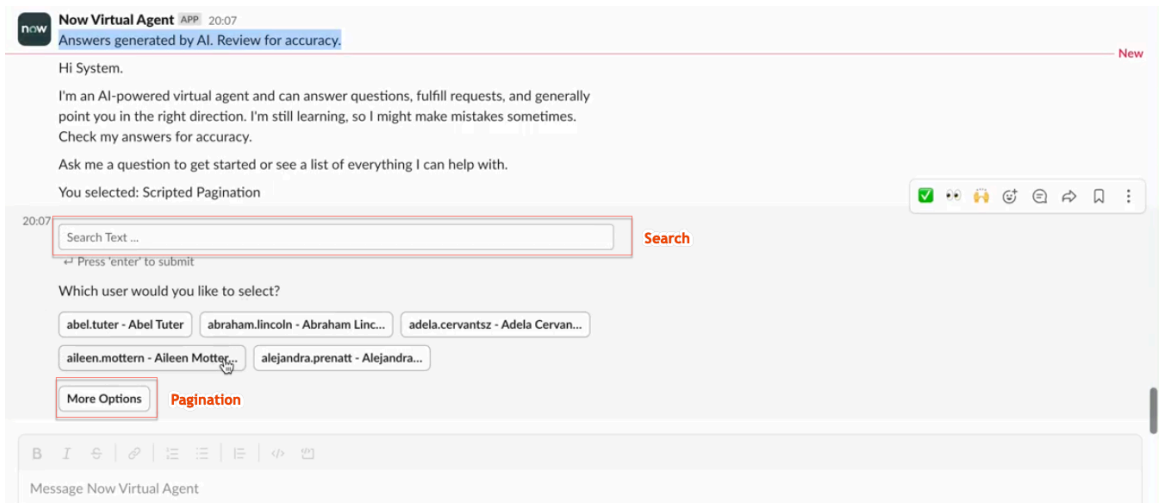 now
Now Virtual Agent APP 20:07
Answers generated by AI. Review for accuracy.
New
Hi System.
I'm an AI-powered virtual agent and can answer questions, fulfill requests, and generally
point you in the right direction. I'm still learning, so I might make mistakes sometimes.
Check my answers for accuracy.
Ask me a question to get started or see a list of everything I can help with.
You selected: Scripted Pagination
20:07
Search Text ...
Search
↵ Press 'enter' to submit
Which user would you like to select?
abel.tuter - Abel Tuter
abraham.lincoln - Abraham Linc...
adela.cervantsz - Adela Cervan...
aileen.mottern - Aileen Motter...
alejandra.prenatt - Alejandra...
More Options
Pagination
Message Now Virtual Agent